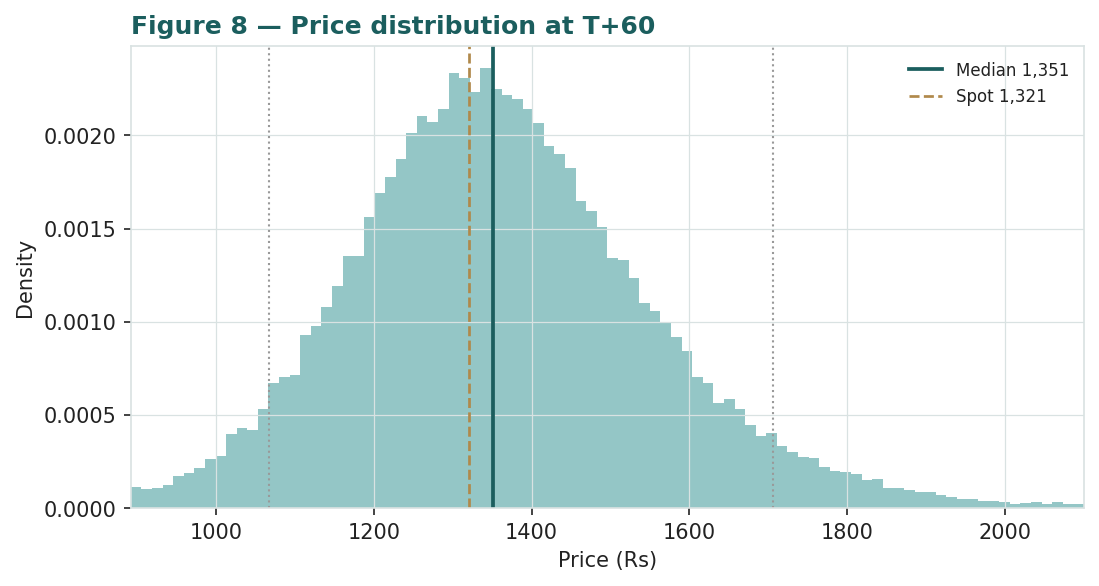 Figure 8 — Price distribution at T+60
Median 1,351
Spot 1,321
Density
0.0020
0.0015
0.0010
0.0005
0.0000
1000 1200 1400 1600 1800 2000
Price (Rs)